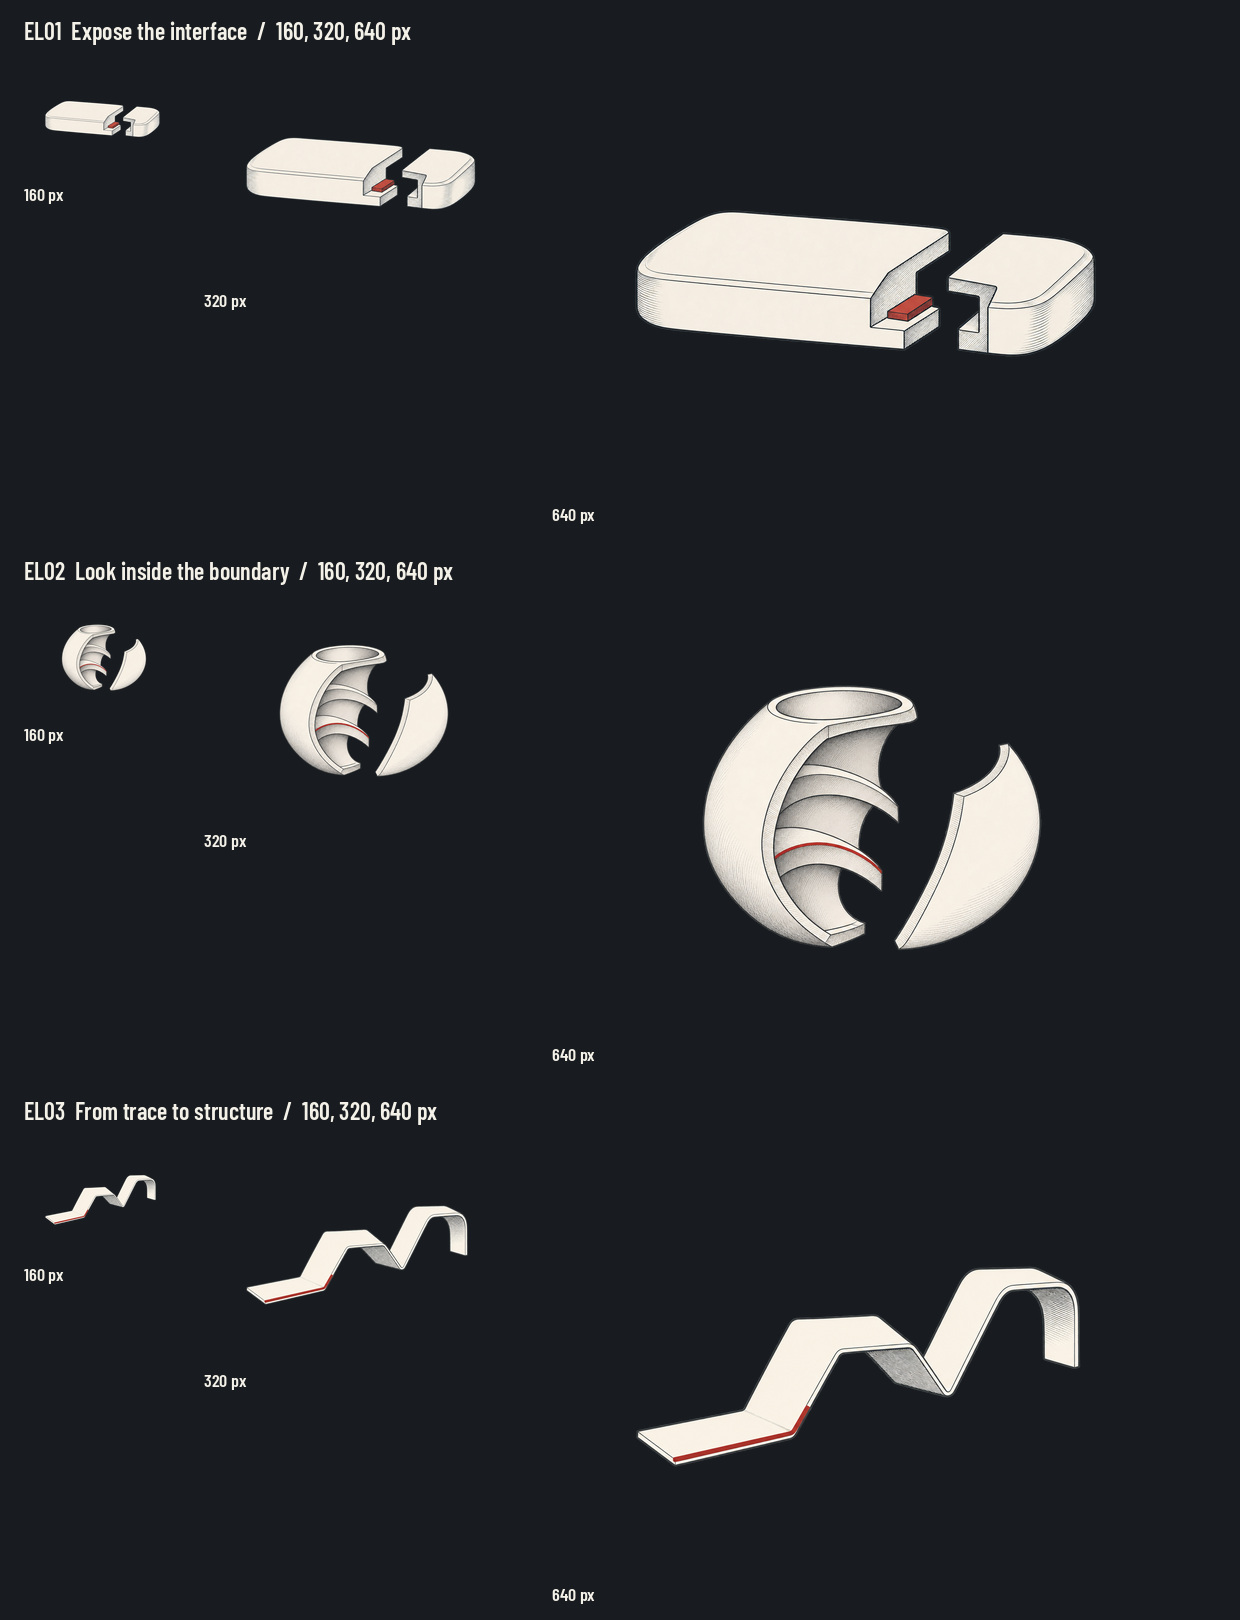 EL01 Expose the interface / 160, 320, 640 px
160 px
320 px
640 px
EL02 Look inside the boundary / 160, 320, 640 px
160 px
320 px
640 px
EL03 From trace to structure / 160, 320, 640 px
160 px
320 px
640 px